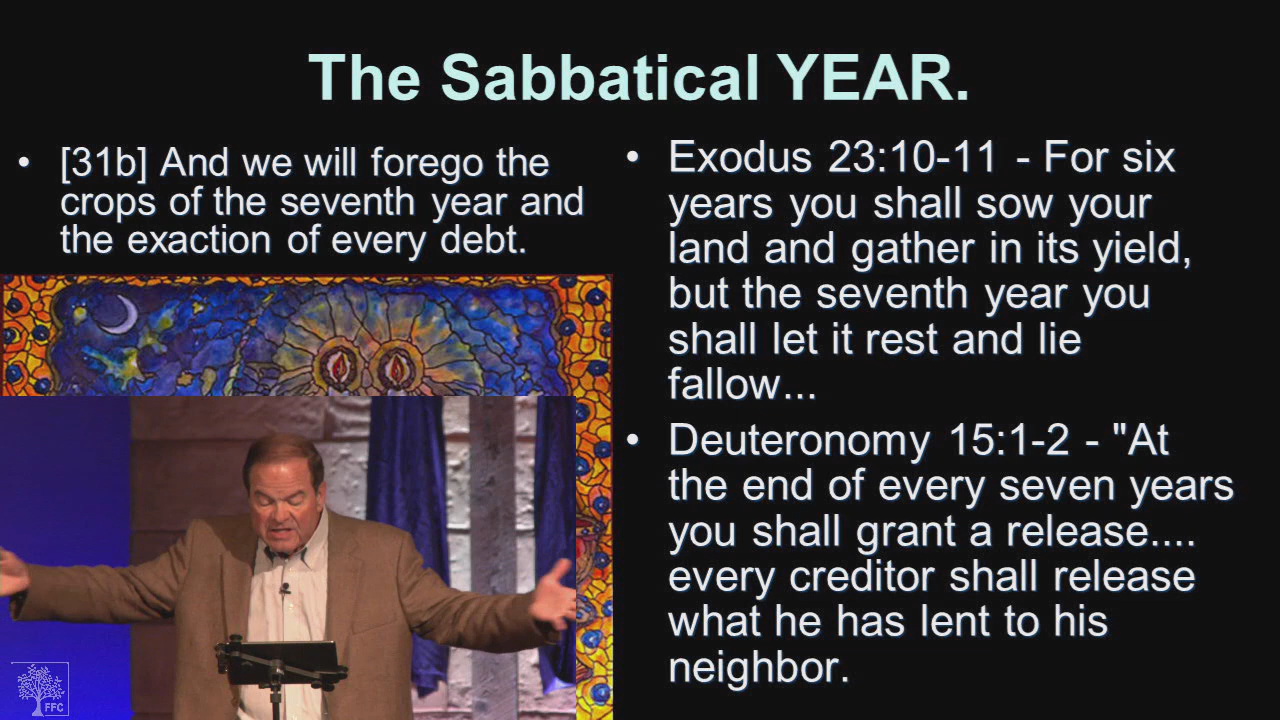 The Sabbatical YEAR.
• [31b] And we will forego the
crops of the seventh year and
the exaction of every debt.
• Exodus 23:10-11 - For six
years you shall sow your
land and gather in its yield,
but the seventh year you
shall let it rest and lie
fallow...
• Deuteronomy 15:1-2 - "At
the end of every seven years
you shall grant a release....
every creditor shall release
what he has lent to his
neighbor.
FFC